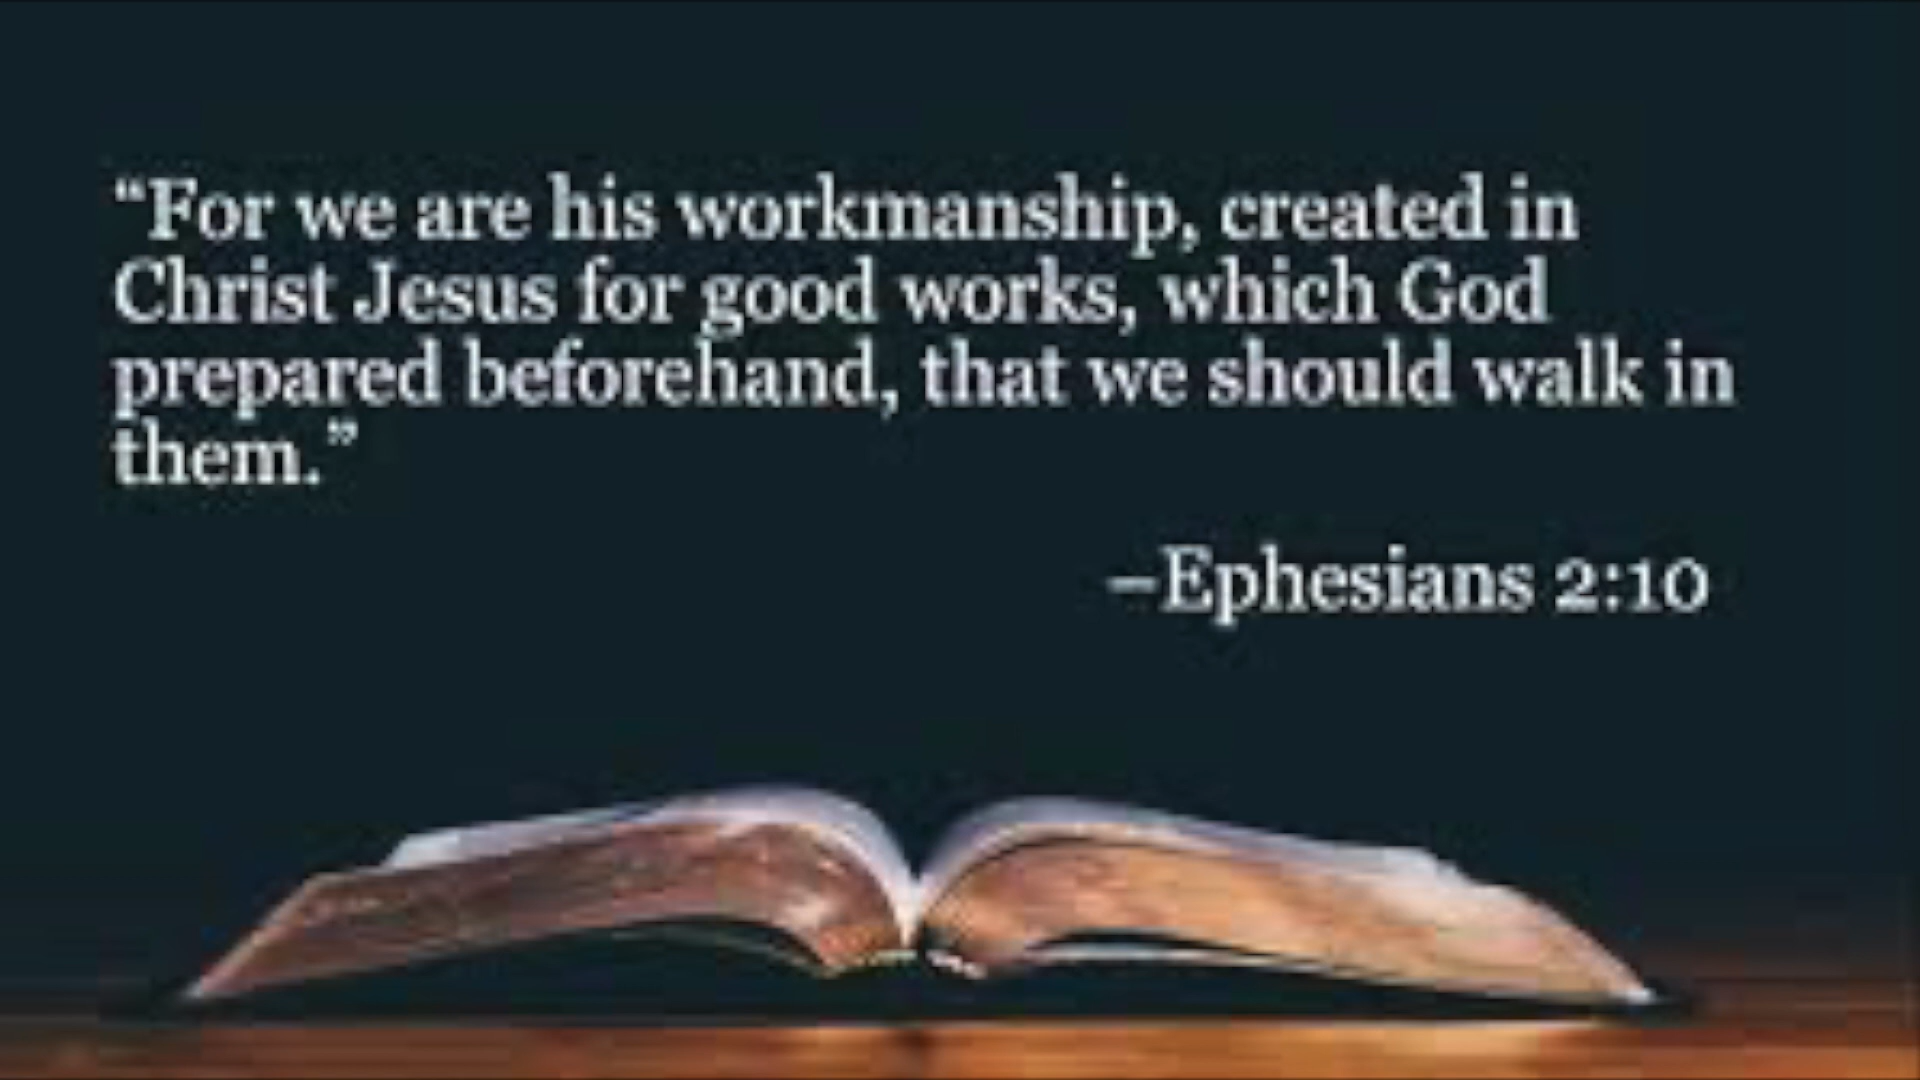 “For we are his workmanship, created in
Christ Jesus for good works, which God
prepared beforehand, that we should walk in
them.”
–Ephesians 2:10